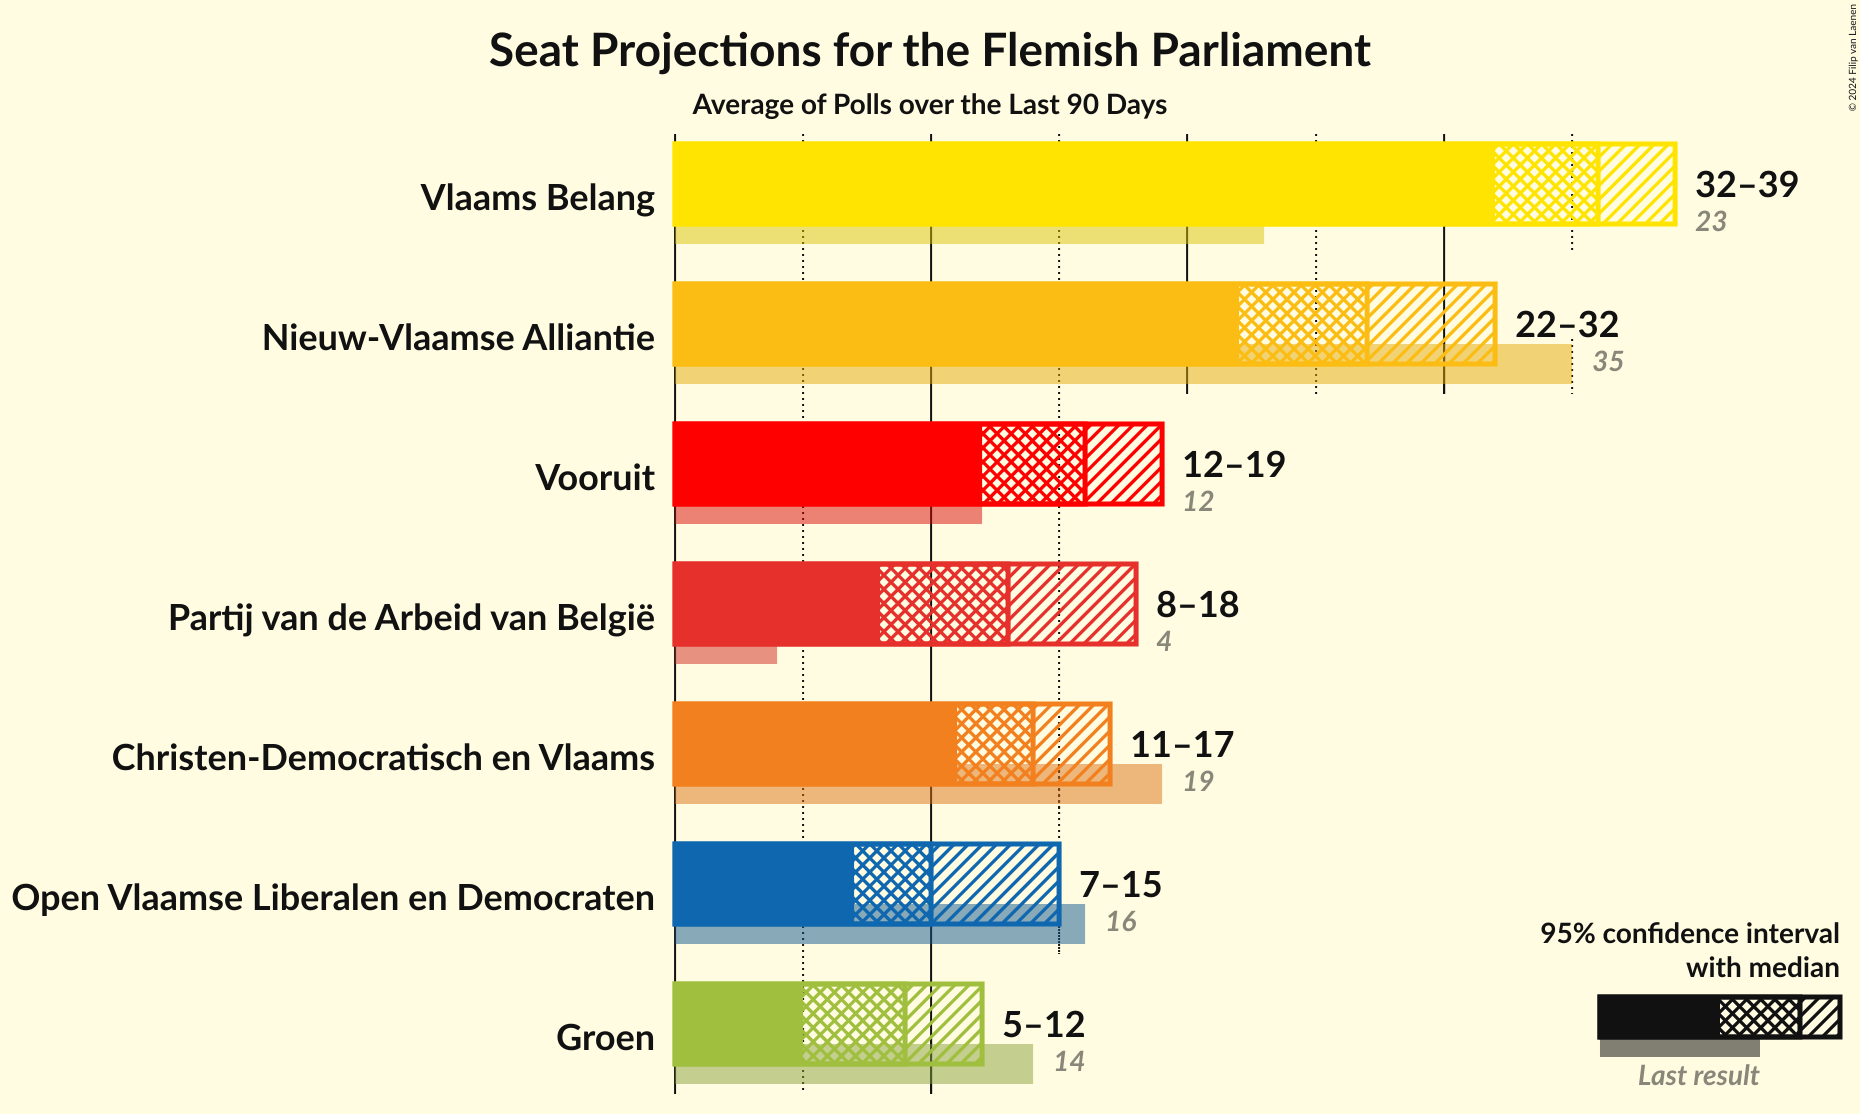 Seat Projections for the Flemish Parliament
Average of Polls over the Last 90 Days
© 2024 Filip van Laenen
Vlaams Belang
32–39
23
Nieuw-Vlaamse Alliantie
22–32
35
Vooruit
12–19
12
Partij van de Arbeid van België
8–18
4
Christen-Democratisch en Vlaams
11–17
19
Open Vlaamse Liberalen en Democraten
7–15
16
Groen
5–12
14
95% confidence interval
with median
Last result